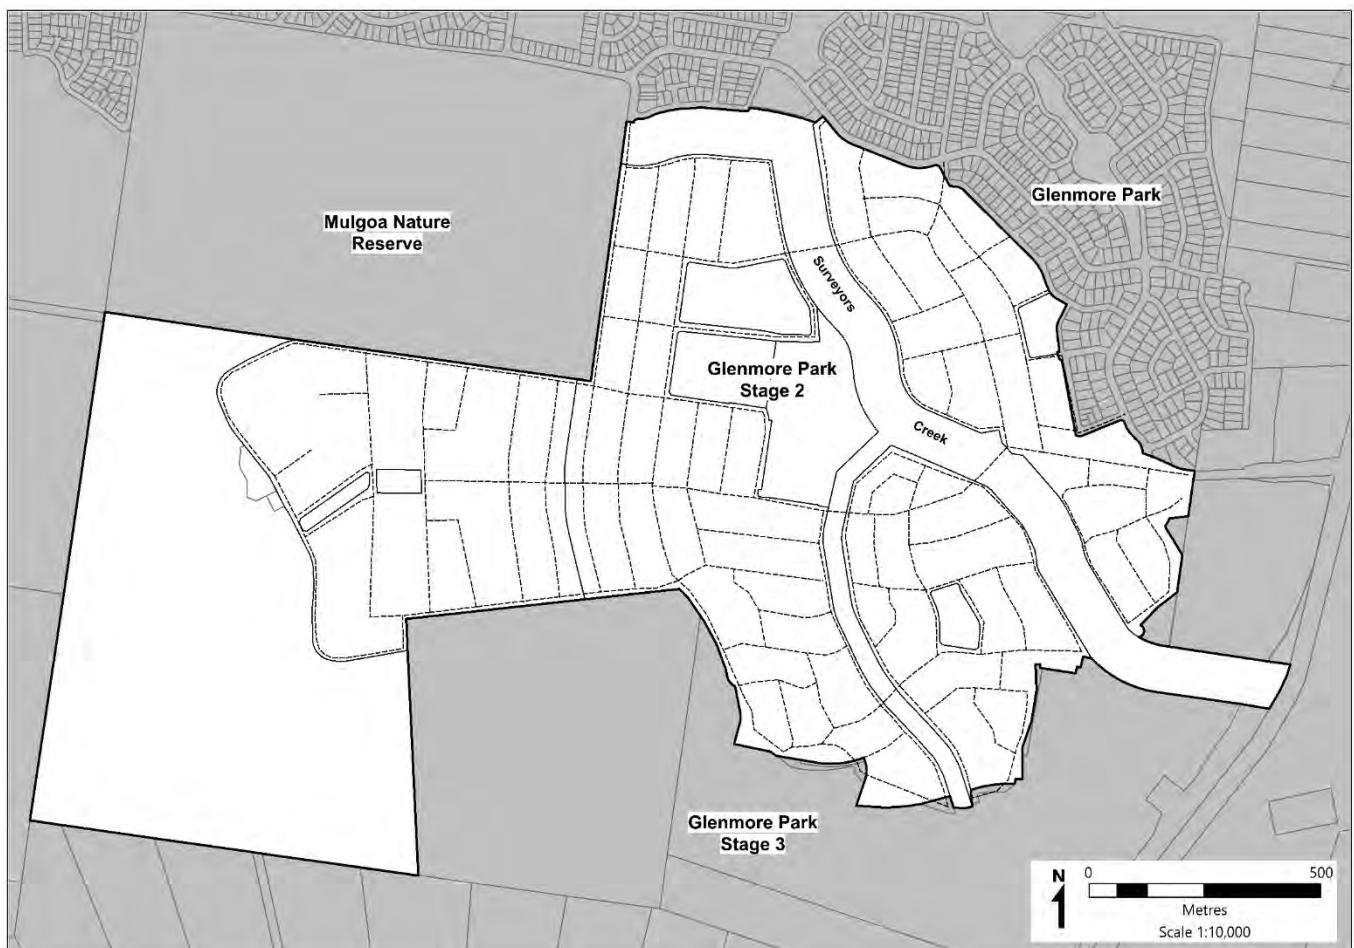 Mulgoa Nature
Reserve
Glenmore Park
Surveyors
Glenmore Park
Stage 2
Creek
Glenmore Park
Stage 3
N
0 500
Metres
Scale 1:10,000